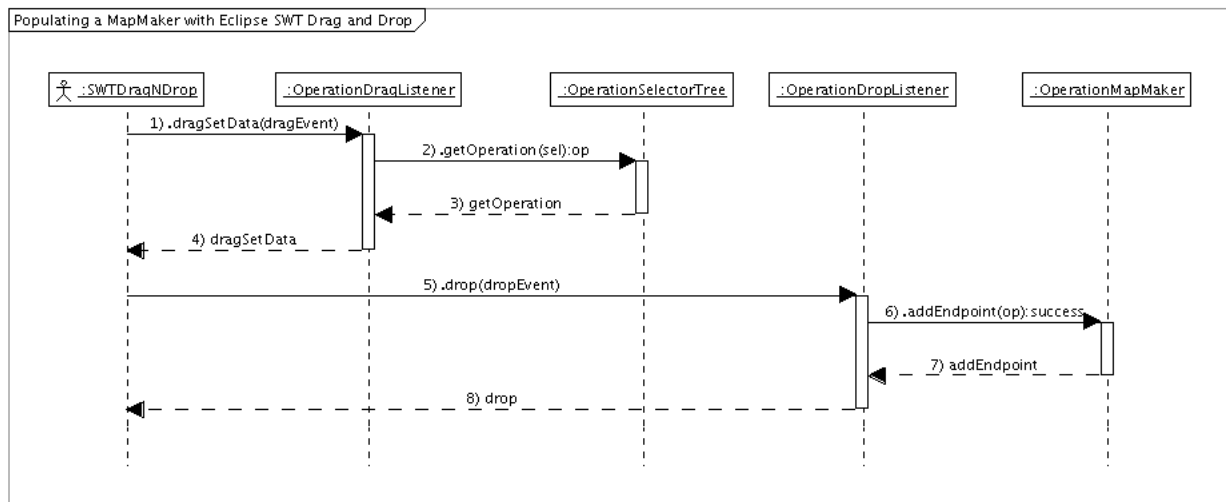 Populating a MapMaker with Eclipse SWT Drag and Drop
:SWTDragNDrop
:OperationDragListener
:OperationSelectorTree
:OperationDropListener
:OperationMapMaker
1) .dragSetData(dragEvent)
2) .getOperation(sel):op
3) getOperation
4) dragSetData
5) .drop(dropEvent)
6) .addEndpoint(op):success
7) addEndpoint
8) drop